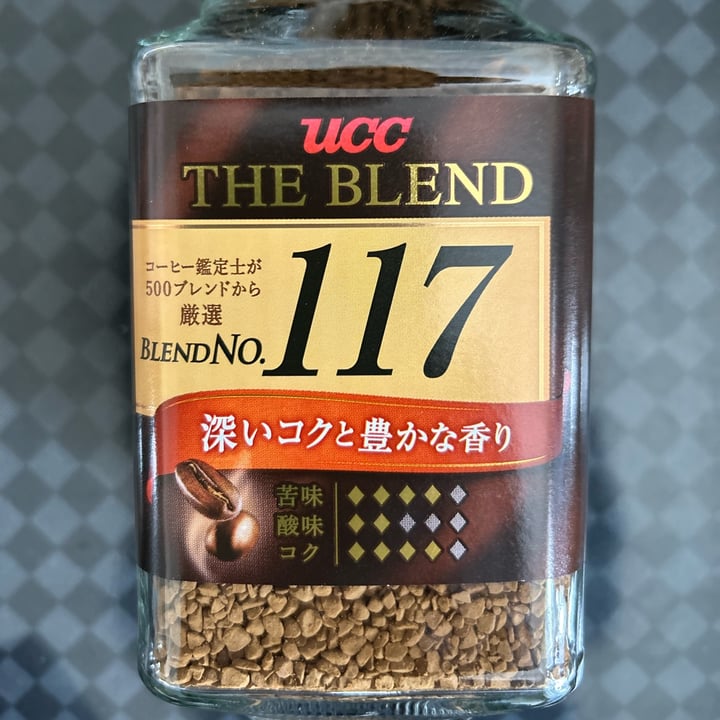 UCC
THE BLEND
コーヒー鑑定士が
500ブレンドから
厳選
BLEND NO. 117
深いコクと豊かな香り
苦味
酸味
コク